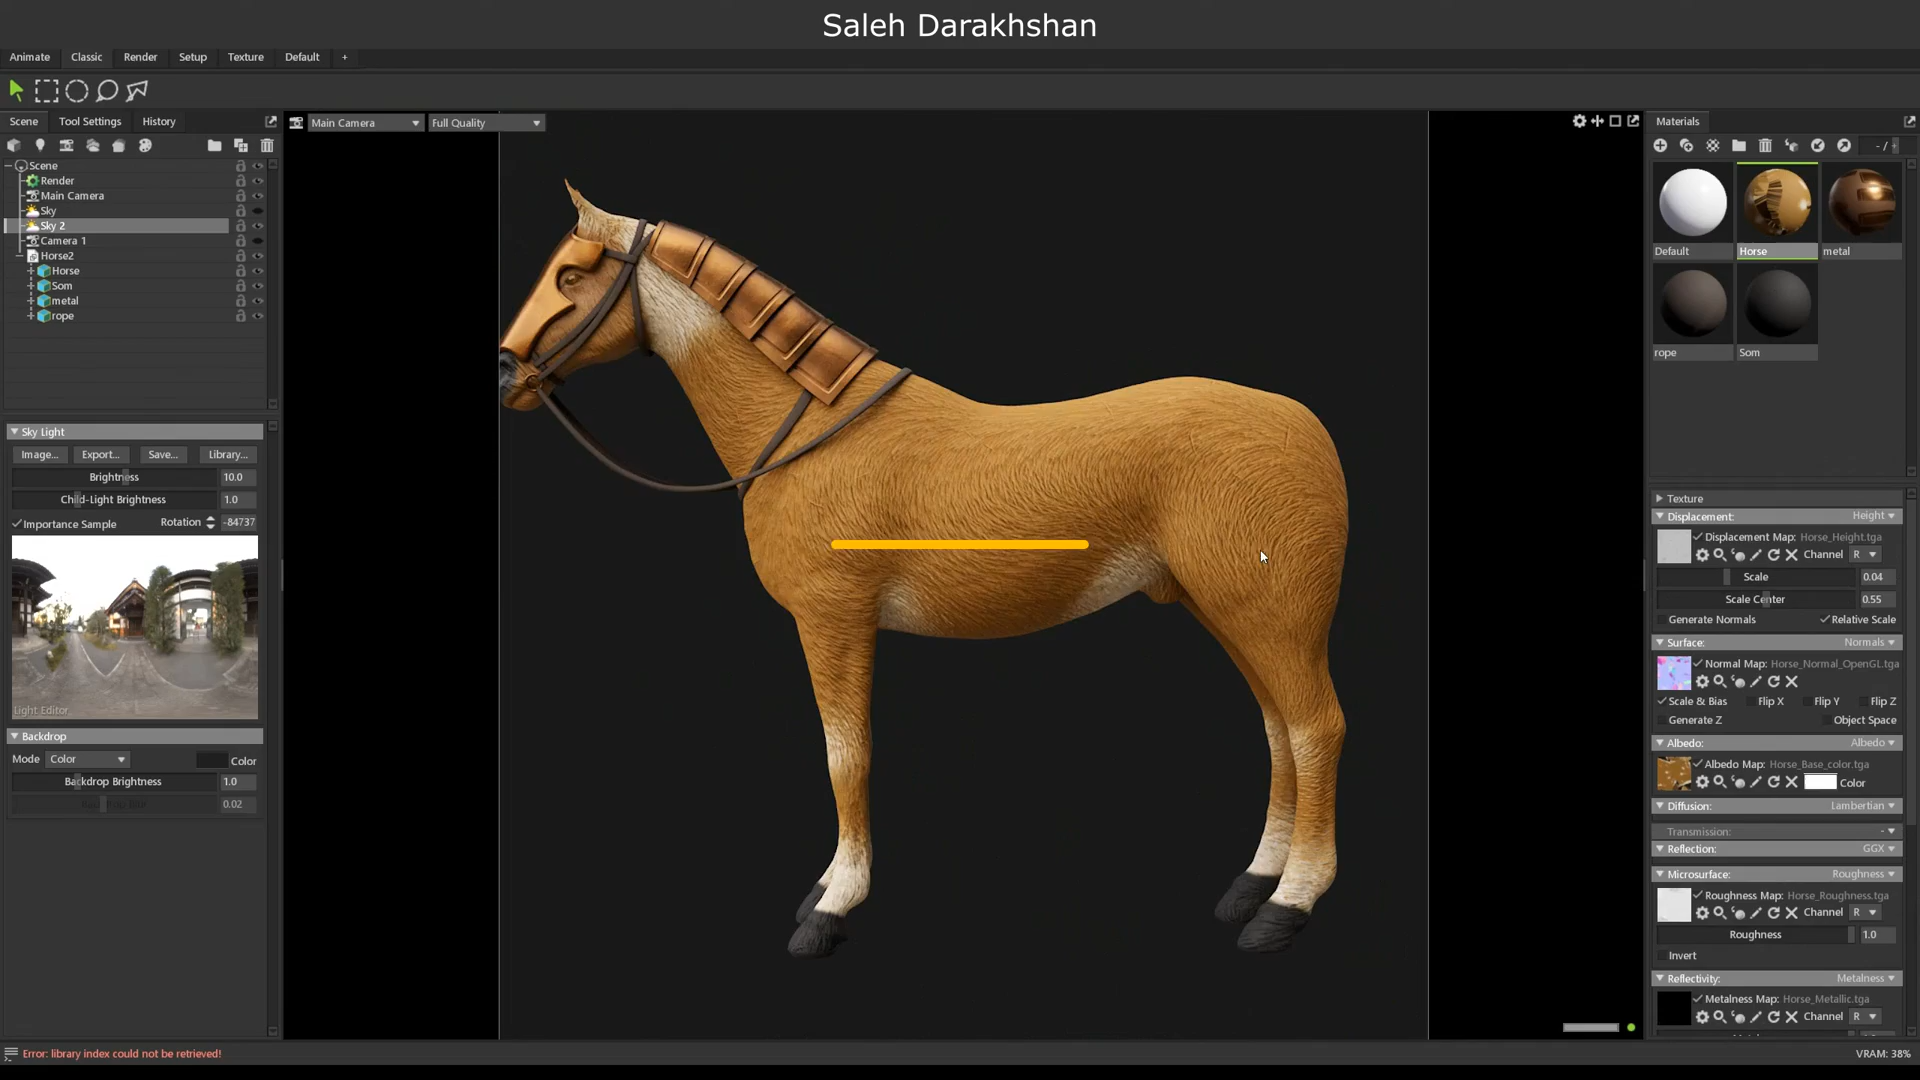 Saleh Darakhshan
Animate Classic Render Setup Texture Default +
Scene Tool Settings History
Main Camera Full Quality
Materials
- /
Scene
Render
Main Camera
Sky
Sky 2
Camera 1
Horse2
Horse
Som
metal
rope
Default Horse metal
rope Som
Sky Light
Image... Export... Save... Library...
Brightness 10.0
Child-Light Brightness 1.0
Importance Sample Rotation -84737
Light Editor
Backdrop
Mode Color Color
Backdrop Brightness 1.0
0.02
Texture
Displacement: Height
Displacement Map: Horse_Height.tga
Channel R
Scale 0.04
Scale Center 0.55
Generate Normals Relative Scale
Surface: Normals
Normal Map: Horse_Normal_OpenGL.tga
Scale & Bias Flip X Flip Y Flip Z
Generate Z Object Space
Albedo: Albedo
Albedo Map: Horse_Base_color.tga
Color
Diffusion: Lambertian
Transmission: -
Reflection: GGX
Microsurface: Roughness
Roughness Map: Horse_Roughness.tga
Channel R
Roughness 1.0
Invert
Reflectivity: Metalness
Metalness Map: Horse_Metallic.tga
Channel R
Error: library index could not be retrieved!
VRAM: 38%